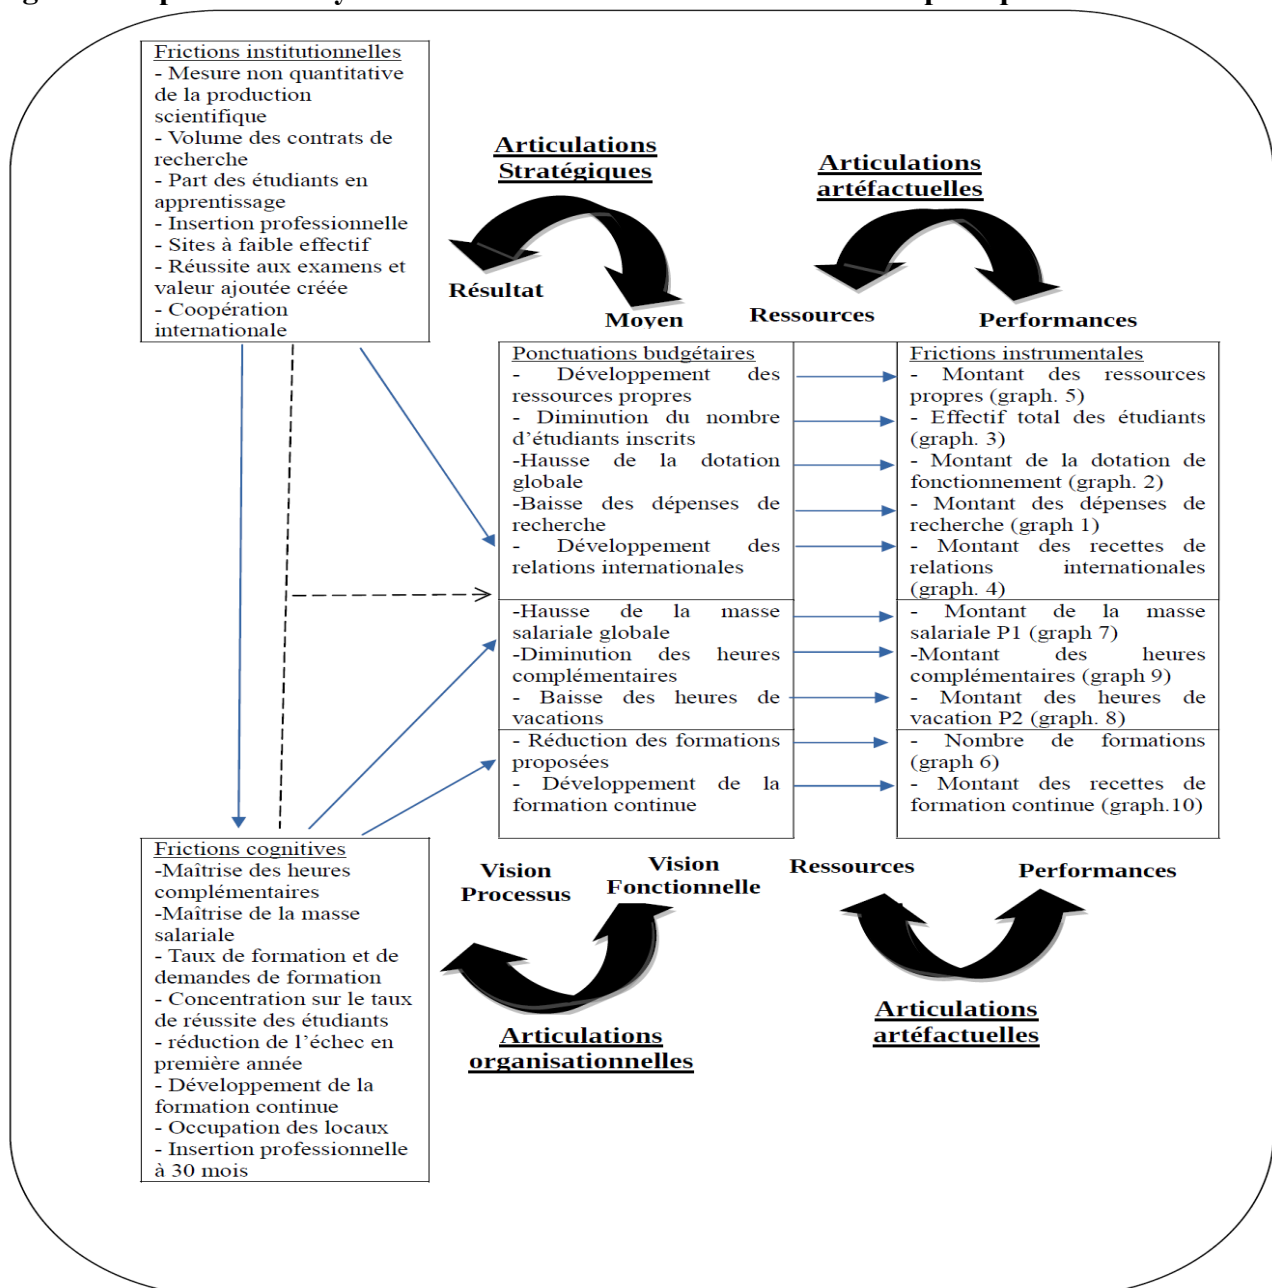 Frictions institutionnelles
- Mesure non quantitative
de la production
scientifique
- Volume des contrats de
recherche
- Part des étudiants en
apprentissage
- Insertion professionnelle
- Sites à faible effectif
- Réussite aux examens et
valeur ajoutée créée
- Coopération
internationale
Articulations
Stratégiques
Résultat
Moyen
Articulations
artéfactuelles
Ressources
Performances
Ponctuations budgétaires
- Développement des
ressources propres
- Diminution du nombre
d’étudiants inscrits
-Hausse de la dotation
globale
-Baisse des dépenses de
recherche
- Développement des
relations internationales
-Hausse de la masse
salariale globale
-Diminution des heures
complémentaires
- Baisse des heures de
vacations
- Réduction des formations
proposées
- Développement de la
formation continue
Frictions instrumentales
- Montant des ressources
propres (graph. 5)
- Effectif total des étudiants
(graph. 3)
- Montant de la dotation de
fonctionnement (graph. 2)
- Montant des dépenses de
recherche (graph 1)
- Montant des recettes de
relations internationales
(graph. 4)
- Montant de la masse
salariale P1 (graph 7)
-Montant des heures
complémentaires (graph 9)
- Montant des heures de
vacation P2 (graph. 8)
- Nombre de formations
(graph 6)
- Montant des recettes de
formation continue (graph.10)
Frictions cognitives
-Maîtrise des heures
complémentaires
-Maîtrise de la masse
salariale
- Taux de formation et de
demandes de formation
- Concentration sur le taux
de réussite des étudiants
- réduction de l’échec en
première année
- Développement de la
formation continue
- Occupation des locaux
- Insertion professionnelle
à 30 mois
Vision
Processus
Vision
Fonctionnelle
Articulations
organisationnelles
Ressources
Performances
Articulations
artéfactuelles